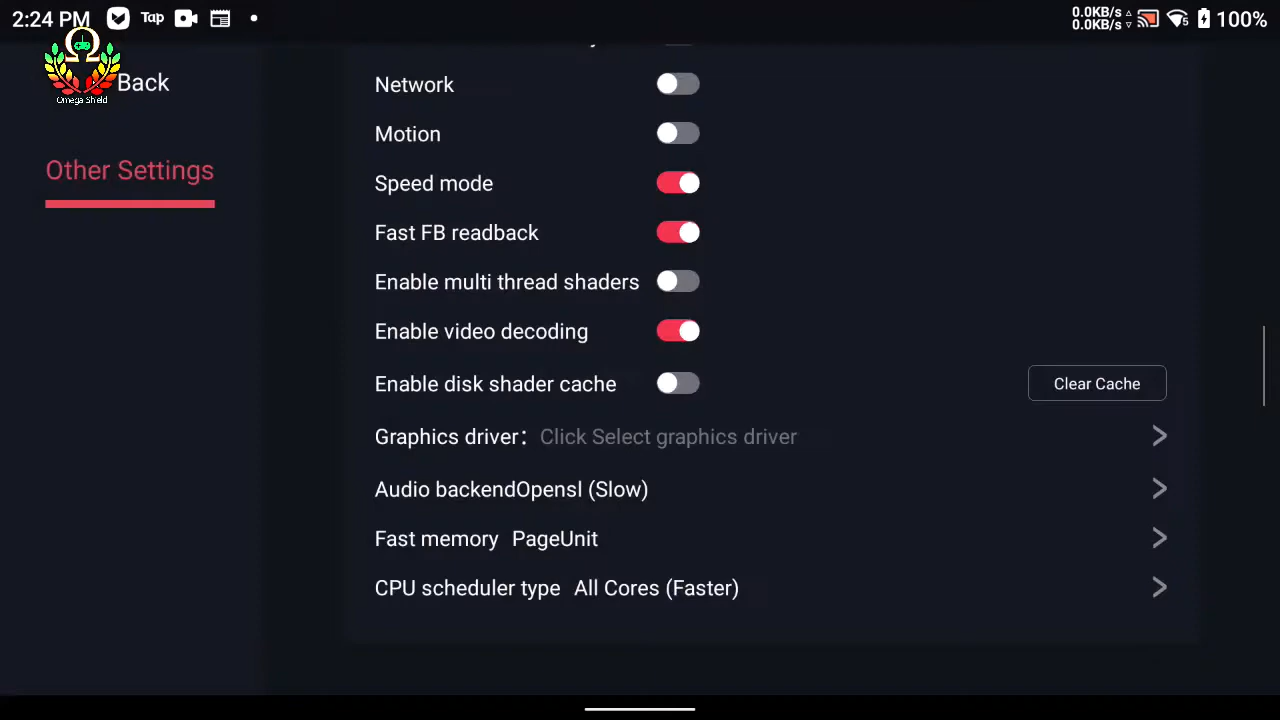 2:24 PM Tap 0.0KB/s 0.0KB/s 5 100%
Back
Omega Sheld
Other Settings
Network
Motion
Speed mode
Fast FB readback
Enable multi thread shaders
Enable video decoding
Enable disk shader cache Clear Cache
Graphics driver： Click Select graphics driver
Audio backendOpensl (Slow)
Fast memory PageUnit
CPU scheduler type All Cores (Faster)